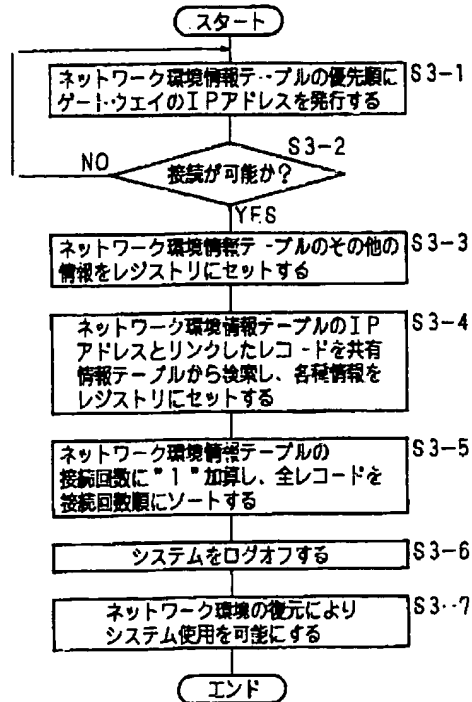 スタート
ネットワーク環境情報テーブルの優先順に
ゲートウェイのIPアドレスを発行する
S3-1
S3-2
接続が可能か?
NO
YES
ネットワーク環境情報テーブルのその他の
情報をレジストリにセットする
S3-3
ネットワーク環境情報テーブルのIP
アドレスとリンクしたレコードを共有
情報テーブルから検索し、各種情報を
レジストリにセットする
S3-4
ネットワーク環境情報テーブルの
接続回数に"1"加算し、全レコードを
接続回数順にソートする
S3-5
システムをログオフする
S3-6
ネットワーク環境の復元により
システム使用を可能にする
S3-7
エンド